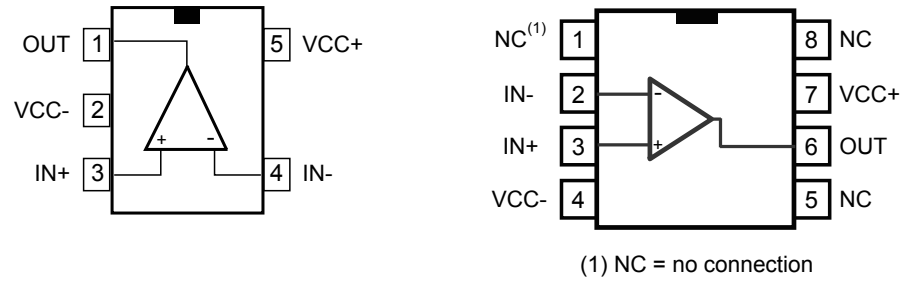 OUT 1 5 VCC+
VCC- 2
IN+ 3 + - 4 IN-
NC(1) 1 8 NC
IN- 2 - 7 VCC+
IN+ 3 + 6 OUT
VCC- 4 5 NC
(1) NC = no connection